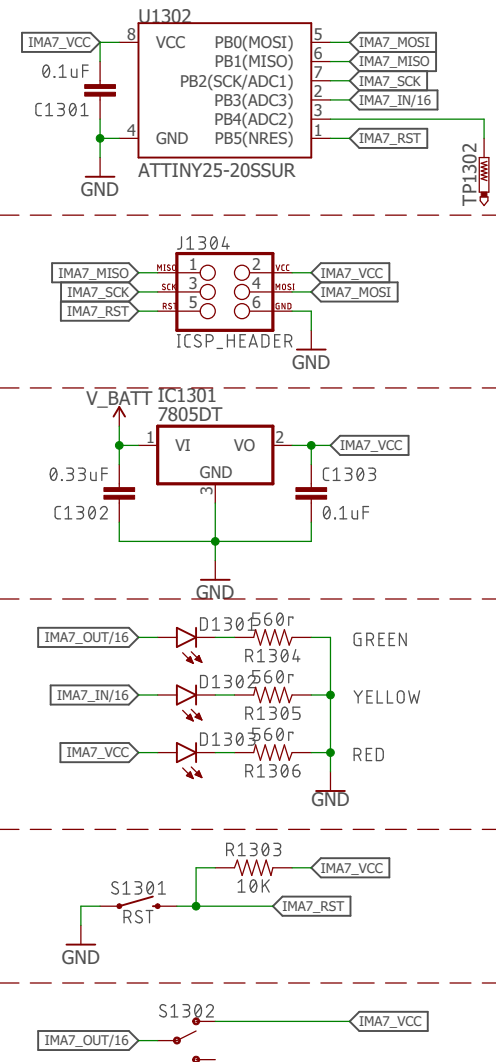 U1302
IMA7_VCC 8 VCC PB0(MOSI) 5 IMA7_MOSI
PB1(MISO) 6 IMA7_MISO
0.1uF PB2(SCK/ADC1) 7 IMA7_SCK
PB3(ADC3) 2 IMA7_IN/16
C1301 PB4(ADC2) 3
4 GND PB5(NRES) 1 IMA7_RST
TP1302
ATTINY25-20SSUR
GND
J1304
IMA7_MISO MISO 1 2 VCC IMA7_VCC
IMA7_SCK SCK 3 4 MOSI IMA7_MOSI
IMA7_RST RST 5 6 GND
ICSP_HEADER
GND
V_BATT IC1301
7805DT
1 VI VO 2 IMA7_VCC
0.33uF GND C1303
3
C1302 0.1uF
GND
D1301 560r
IMA7_OUT/16 GREEN
R1304
D1302 560r
IMA7_IN/16 YELLOW
R1305
D1303 560r
IMA7_VCC RED
R1306
GND
R1303
IMA7_VCC
10K
S1301
IMA7_RST
RST
GND
S1302
IMA7_VCC
IMA7_OUT/16